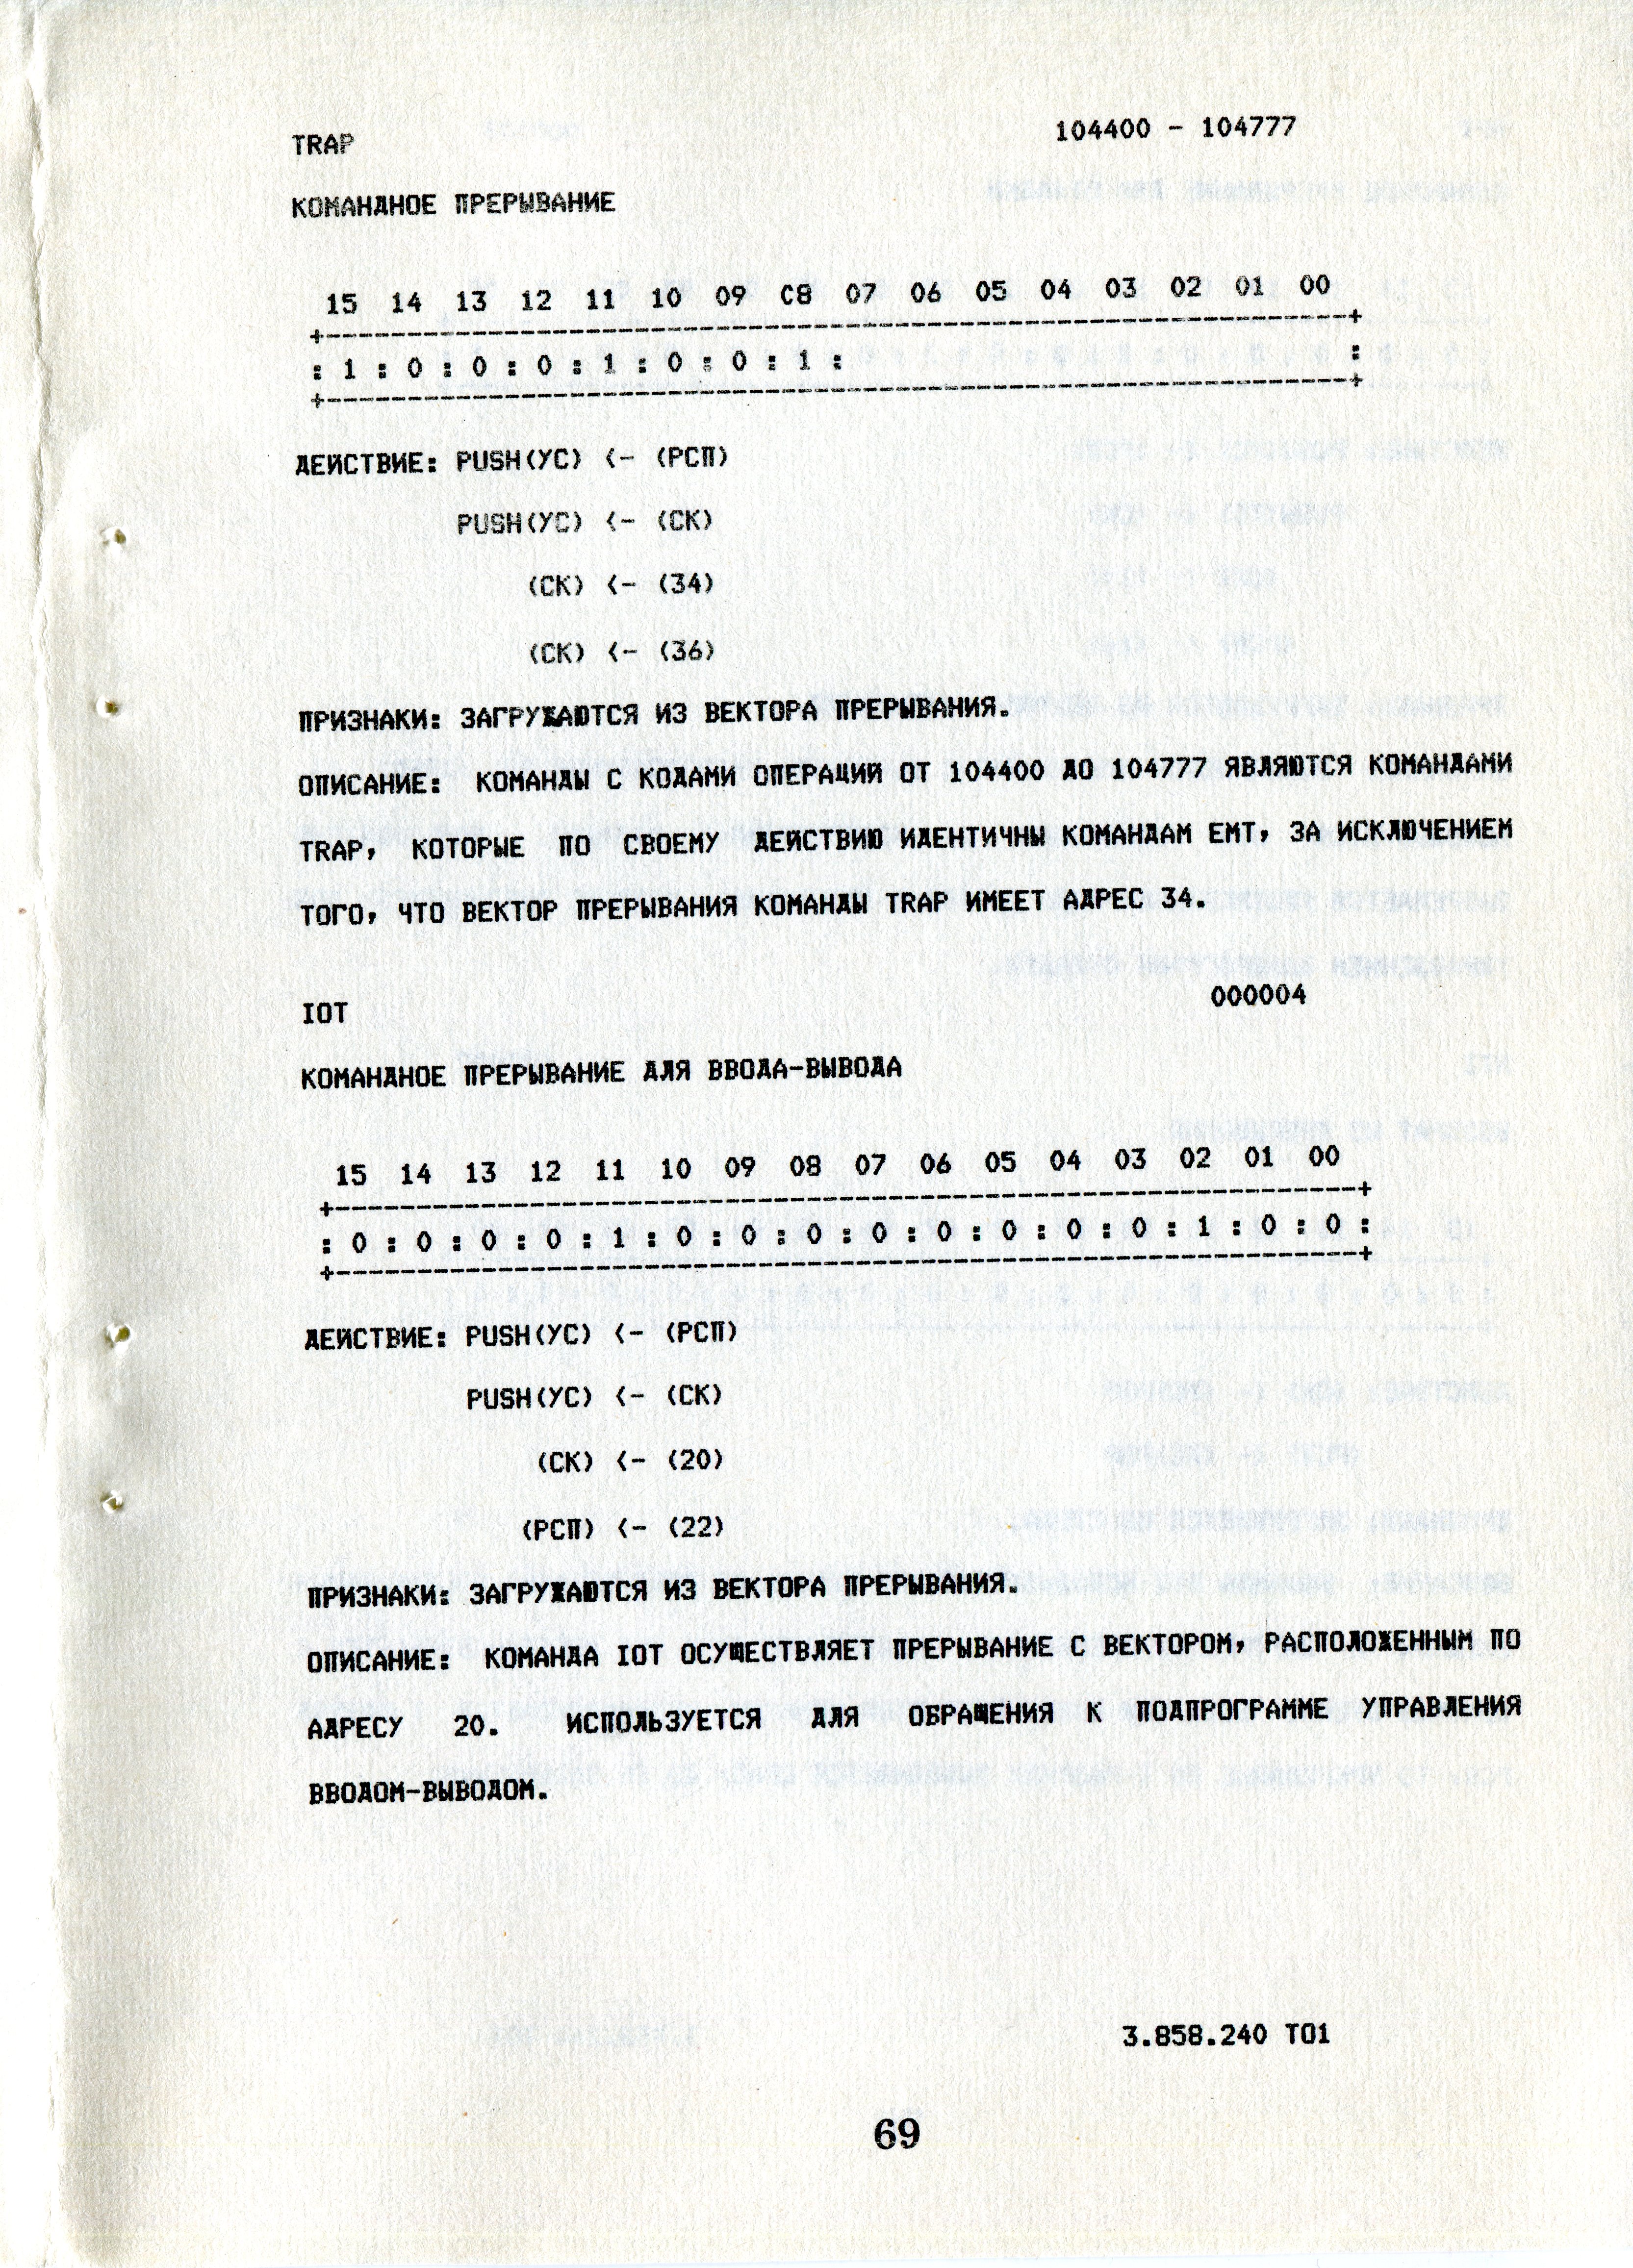 TRAP 104400 - 104777
КОМАНДНОЕ ПРЕРЫВАНИЕ
15 14 13 12 11 10 09 С8 07 06 05 04 03 02 01 00
+----------------------------------------------------------------+
: 1 : 0 : 0 : 0 : 1 : 0 : 0 : 1 : :
+----------------------------------------------------------------+
ДЕЙСТВИЕ: PUSH(УС) <- (РСП)
PUSH(УС) <- (СК)
(СК) <- (34)
(СК) <- (36)
ПРИЗНАКИ: ЗАГРУЖАЮТСЯ ИЗ ВЕКТОРА ПРЕРЫВАНИЯ.
ОПИСАНИЕ: КОМАНДЫ С КОДАМИ ОПЕРАЦИЙ ОТ 104400 ДО 104777 ЯВЛЯЮТСЯ КОМАНДАМИ
TRAP, КОТОРЫЕ ПО СВОЕМУ ДЕЙСТВИЮ ИДЕНТИЧНЫ КОМАНДАМ ЕМТ, ЗА ИСКЛЮЧЕНИЕМ
ТОГО, ЧТО ВЕКТОР ПРЕРЫВАНИЯ КОМАНДЫ TRAP ИМЕЕТ АДРЕС 34.
IOT 000004
КОМАНДНОЕ ПРЕРЫВАНИЕ ДЛЯ ВВОДА-ВЫВОДА
15 14 13 12 11 10 09 08 07 06 05 04 03 02 01 00
+----------------------------------------------------------------+
: 0 : 0 : 0 : 0 : 1 : 0 : 0 : 0 : 0 : 0 : 0 : 0 : 0 : 1 : 0 : 0 :
+----------------------------------------------------------------+
ДЕЙСТВИЕ: PUSH(УС) <- (РСП)
PUSH(УС) <- (СК)
(СК) <- (20)
(РСП) <- (22)
ПРИЗНАКИ: ЗАГРУЖАЮТСЯ ИЗ ВЕКТОРА ПРЕРЫВАНИЯ.
ОПИСАНИЕ: КОМАНДА IOT ОСУЩЕСТВЛЯЕТ ПРЕРЫВАНИЕ С ВЕКТОРОМ, РАСПОЛОЖЕННЫМ ПО
АДРЕСУ 20. ИСПОЛЬЗУЕТСЯ ДЛЯ ОБРАЩЕНИЯ К ПОДПРОГРАММЕ УПРАВЛЕНИЯ
ВВОДОМ-ВЫВОДОМ.
3.858.240 ТО1
69